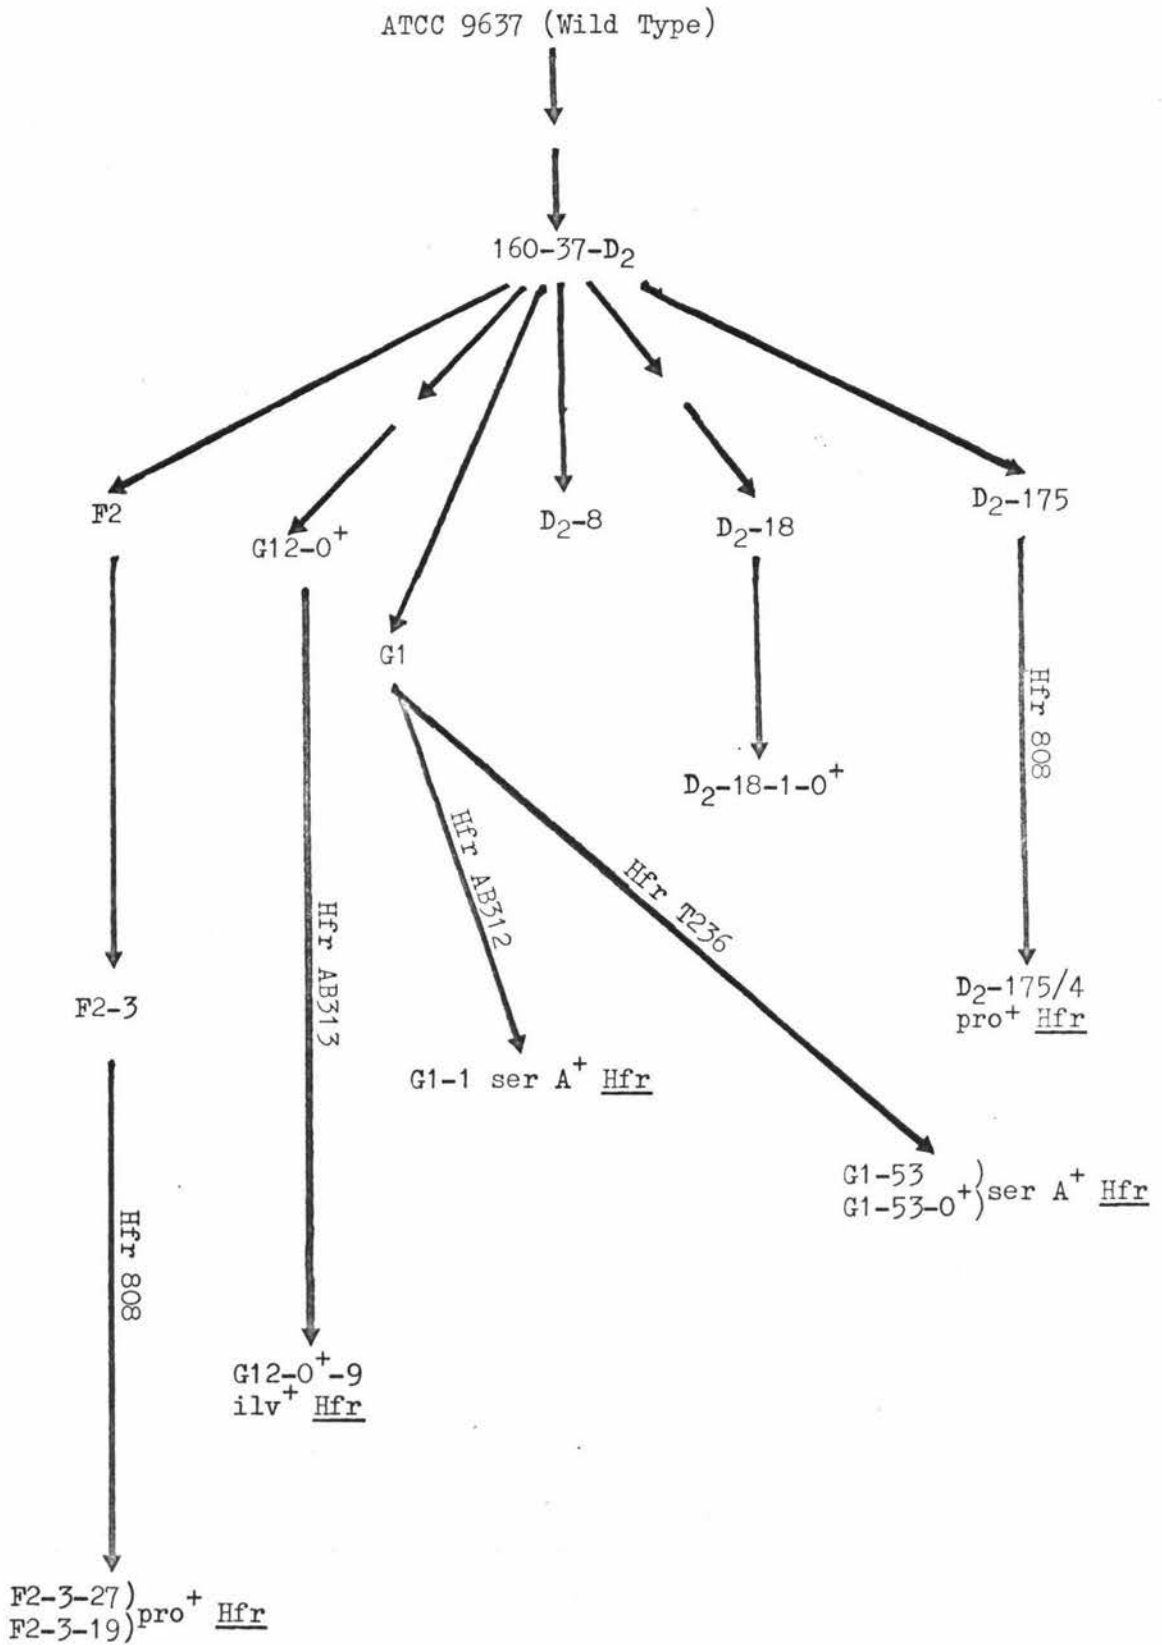 ATCC 9637 (Wild Type)
160-37-D₂
F2
G12-0⁺
G1
D₂-8
D₂-18
D₂-175
Hfr 808
D₂-18-1-0⁺
Hfr AB312
Hfr T236
Hfr AB313
F2-3
D₂-175/4
pro⁺ Hfr
G1-1 ser A⁺ Hfr
G1-53
G1-53-0⁺)ser A⁺ Hfr
Hfr 808
G12-0⁺-9
ilv⁺ Hfr
F2-3-27)
F2-3-19)pro⁺ Hfr